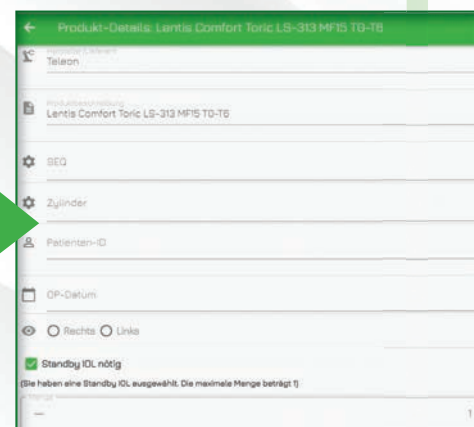 Produkt-Details: Lentis Comfort Toric LS-313 MF15 T0-T6
Teleon
Produktbeschreibung
Lentis Comfort Toric LS-313 MF15 T0-T6
SEQ
Zylinder
Patienten-ID
OP-Datum
Rechts Links
Standby IOL nötig
(Sie haben eine Standby IOL ausgewählt. Die maximale Menge beträgt 1)
1